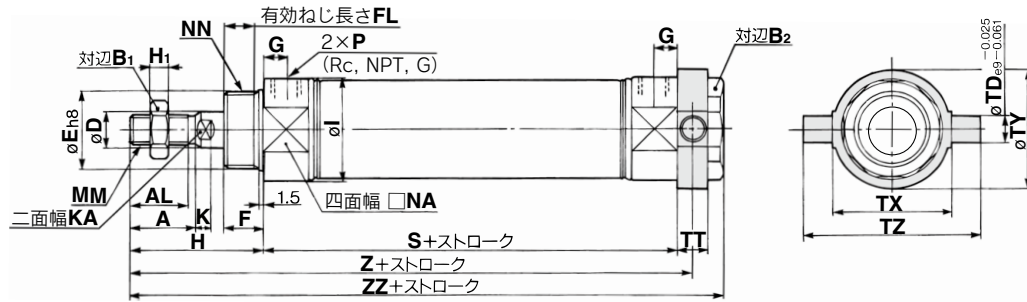 有効ねじ長さFL
NN
G
2×P
(Rc, NPT, G)
G
対辺B₂
対辺B₁
H₁
øEh8
øD
øI
MM
AL
二面幅KA
A
K
F
1.5
四面幅 □NA
H
S+ストローク
TT
Z+ストローク
ZZ+ストローク
øTDe9 -0.025 -0.061
øTY
TX
TZ